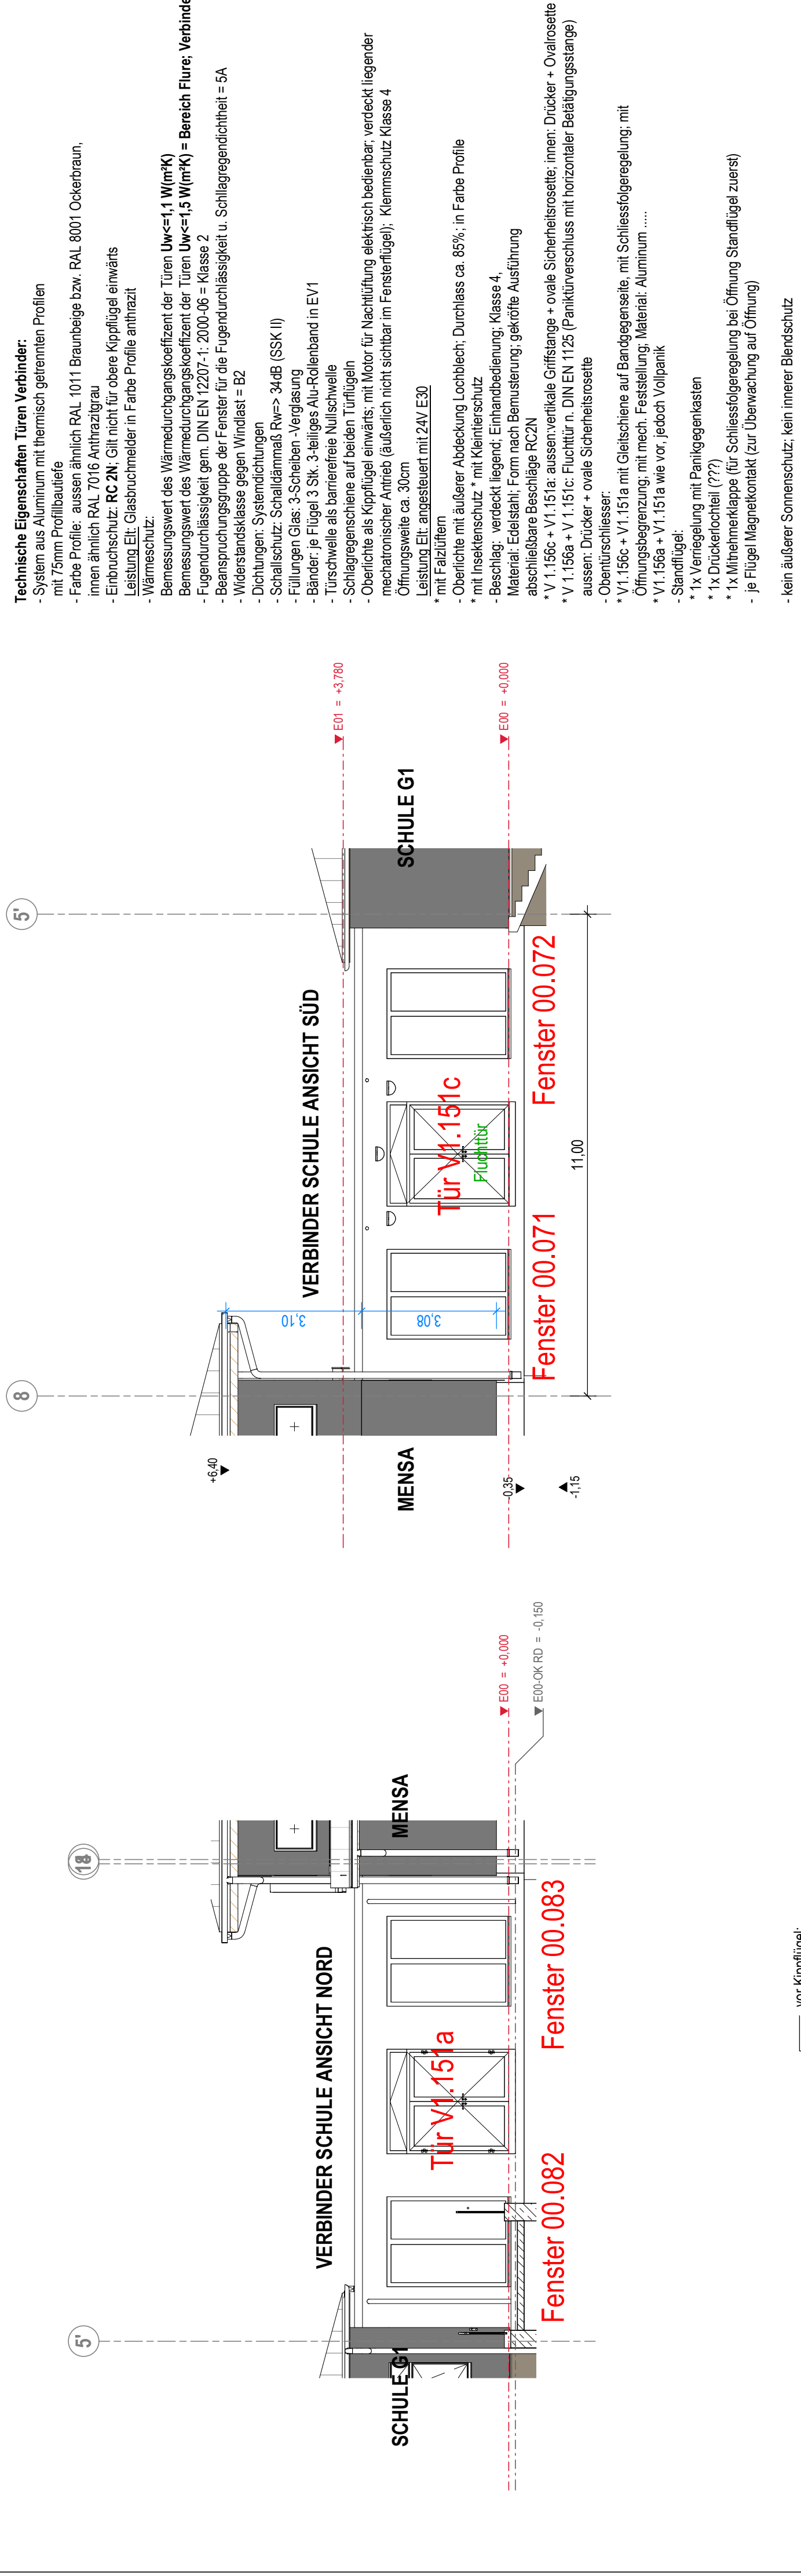 Technische Eigenschaften Türen Verbinder:
- System aus Aluminum mit thermisch getrennten Profilen
mit 75mm Profilbautiefe
- Farbe Profile: aussen ähnlich RAL 1011 Braunbeige bzw. RAL 8001 Ockerbraun,
innen ähnlich RAL 7016 Anthrazitgrau
- Einbruchschutz: RC 2N; Gilt nicht für obere Kippflügel einwärts
Leistung Elt: Glasbruchmelder in Farbe Profile anthrazit
- Wärmeschutz:
Bemessungswert des Wärmedurchgangskoeffizent der Türen Uw<=1,1 W(m²K)
Bemessungswert des Wärmedurchgangskoeffizent der Türen Uw<=1,5 W(m²K) = Bereich Flure; Verbinde
- Fugendurchlässigkeit gem. DIN EN 12207-1: 2000-06 = Klasse 2
- Beanspruchungsgruppe der Fenster für die Fugendurchlässigkeit u. Schllagregendichtheit = 5A
- Widerstandsklasse gegen Windlast = B2
- Dichtungen: Systemdichtungen
- Schallschutz: Schalldämmaß Rw=> 34dB (SSK II)
- Füllungen Glas: 3-Scheiben -Verglasung
- Bänder: je Flügel 3 Stk. 3-teiliges Alu-Rollenband in EV1
- Türschwelle als barrierefreie Nullschwelle
- Schlagregenschiene auf beiden Türflügeln
- Oberlichte als Kippflügel einwärts; mit Motor für Nachtlüftung elektrisch bedienbar; verdeckt liegender
mechatronischer Antrieb (äußerlich nicht sichtbar im Fensterflügel); Klemmschutz Klasse 4
Öffnungsweite ca. 30cm
Leistung Elt: angesteuert mit 24V E30
* mit Falzlüftern
- Oberlichte mit äußerer Abdeckung Lochblech; Durchlass ca. 85%; in Farbe Profile
* mit Insektenschutz * mit Kleintierschutz
- Beschlag: verdeckt liegend; Einhandbedienung; Klasse 4,
Material: Edelstahl; Form nach Bemusterung; gekröfte Ausführung
abschließbare Beschläge RC2N
* V 1.156c + V1.151a: aussen:vertikale Griffstange + ovale Sicherheitsrosette; innen: Drücker + Ovalrosette
* V 1.156a + V 1.151c: Fluchttür n. DIN EN 1125 (Paniktürverschluss mit horizontaler Betätigungsstange)
aussen: Drücker + ovale Sicherheitsrosette
- Obentürschliesser:
* V1.156c + V1.151a mit Gleitschiene auf Bandgegenseite, mit Schliessfolgeregelung; mit
Öffnungsbegrenzung; mit mech. Feststellung; Material: Aluminum .....
* V1.156a + V1.151a wie vor, jedoch Vollpanik
- Standflügel:
* 1x Verriegelung mit Panikgegenkasten
* 1x Drückerlochteil (???)
* 1x Mitnehmerklappe (für Schliessfolgeregelung bei Öffnung Standflügel zuerst)
- je Flügel Magnetkontakt (zur Überwachung auf Öffnung)
- kein äußerer Sonnenschutz; kein innerer Blendschutz
VERBINDER SCHULE ANSICHT SÜD
8
5'
+6,40
-0,35
-1,15
E01 = +3,780
E00 = +0,000
MENSA
SCHULE G1
3,10
3,08
Tür V1.151c
Fluchttür
Fenster 00.071
Fenster 00.072
11,00
VERBINDER SCHULE ANSICHT NORD
5'
SCHULE G1
MENSA
Tür V1.151a
E00 = +0,000
E00-OK RD = -0,150
Fenster 00.082
Fenster 00.083
vor Kippflügel: